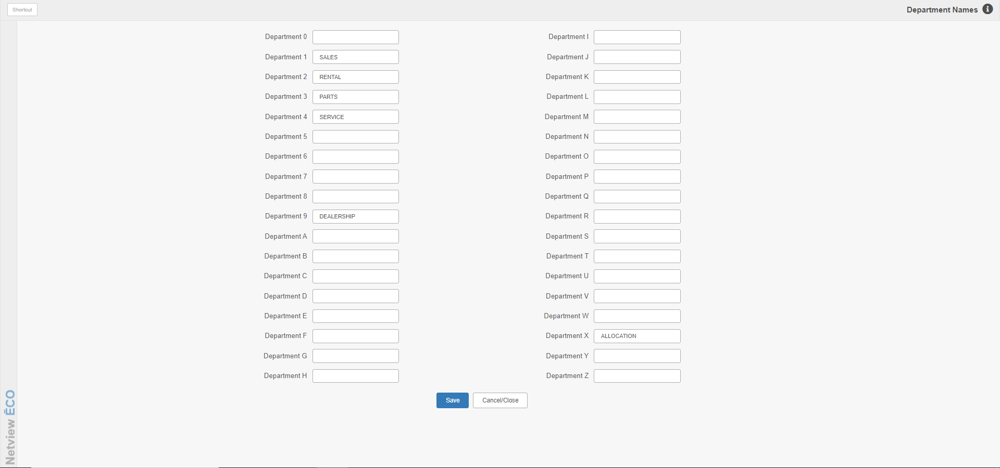 Shortcut
Department Names
Department 0
Department 1 SALES
Department 2 RENTAL
Department 3 PARTS
Department 4 SERVICE
Department 5
Department 6
Department 7
Department 8
Department 9 DEALERSHIP
Department A
Department B
Department C
Department D
Department E
Department F
Department G
Department H
Department I
Department J
Department K
Department L
Department M
Department N
Department O
Department P
Department Q
Department R
Department S
Department T
Department U
Department V
Department W
Department X ALLOCATION
Department Y
Department Z
Save
Cancel/Close
Netview ĒCO